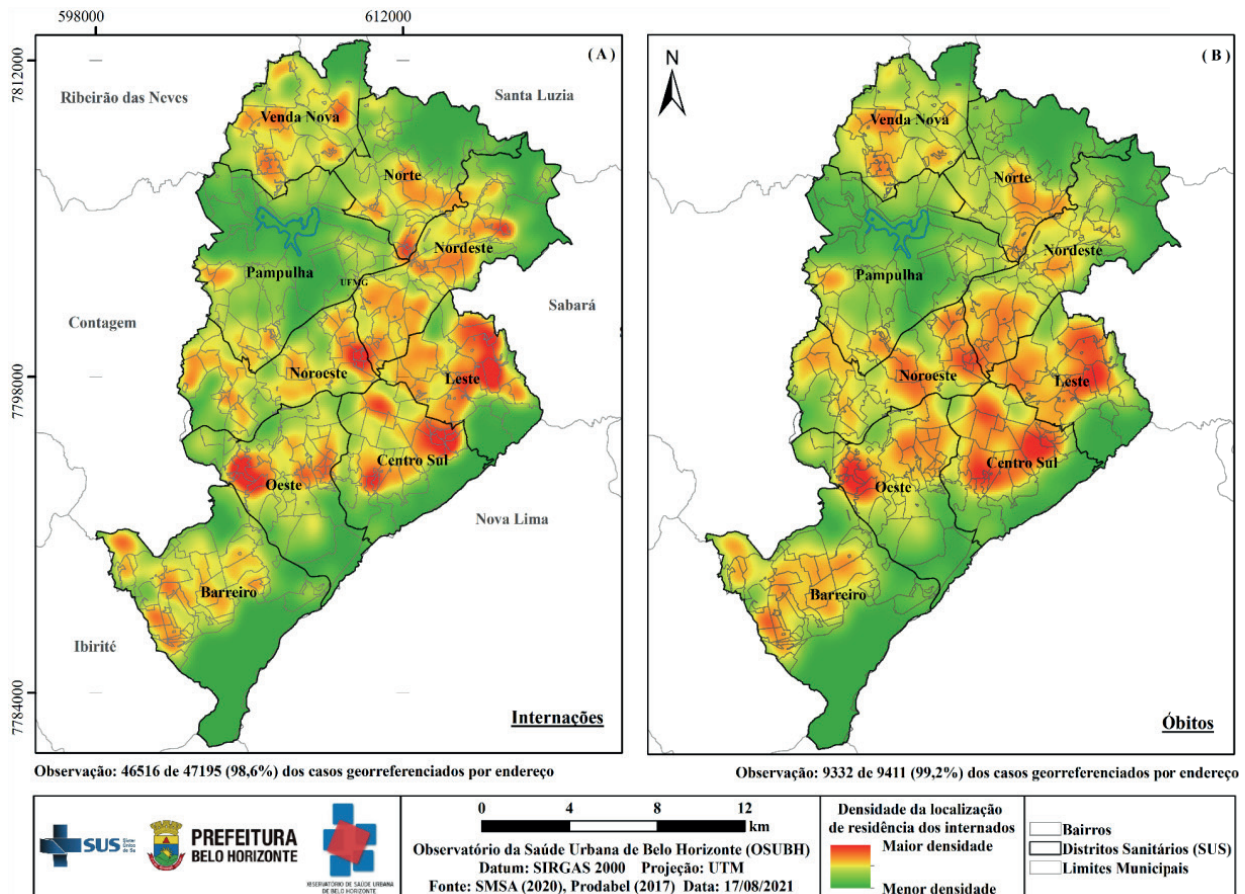 598000
612000
7812000
7798000
7784000
( A )
Ribeirão das Neves
Santa Luzia
Venda Nova
Norte
Nordeste
Pampulha
UFMG
Sabará
Contagem
Noroeste
Leste
Centro Sul
Oeste
Nova Lima
Barreiro
Ibirité
Internações
N
( B )
Venda Nova
Norte
Nordeste
Pampulha
Noroeste
Leste
Centro Sul
Oeste
Barreiro
Óbitos
Observação: 46516 de 47195 (98,6%) dos casos georreferenciados por endereço
Observação: 9332 de 9411 (99,2%) dos casos georreferenciados por endereço
SUS
PREFEITURA
BELO HORIZONTE
OBSERVATÓRIO DE SAÚDE URBANA
DE BELO HORIZONTE
0 4 8 12
km
Observatório da Saúde Urbana de Belo Horizonte (OSUBH)
Datum: SIRGAS 2000 Projeção: UTM
Fonte: SMSA (2020), Prodabel (2017) Data: 17/08/2021
Densidade da localização
de residência dos internados
Maior densidade
Menor densidade
Bairros
Distritos Sanitários (SUS)
Limites Municipais